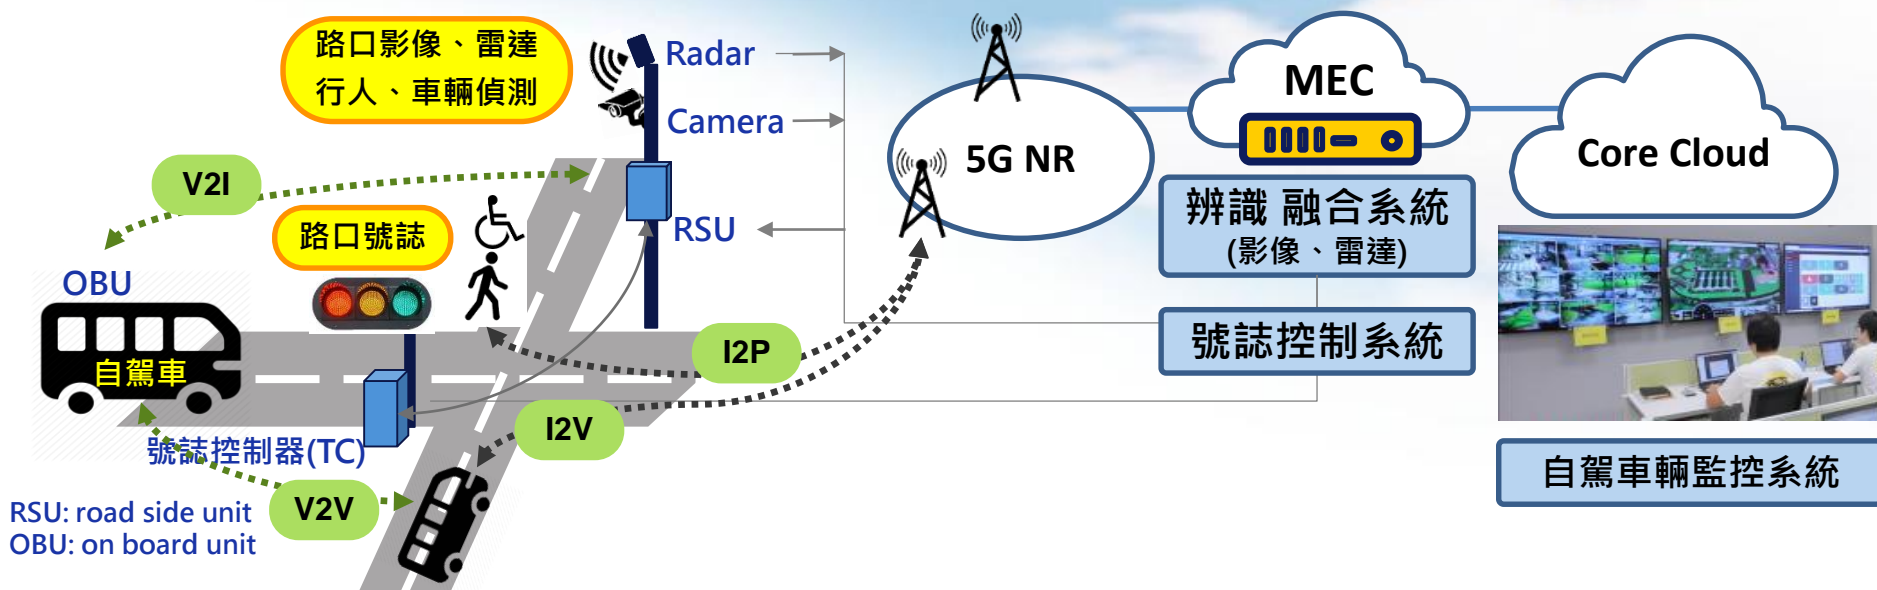 路口影像、雷達
行人、車輛偵測
Radar
Camera
RSU
V2I
路口號誌
OBU
自駕車
號誌控制器(TC)
V2V
I2V
I2P
RSU: road side unit
OBU: on board unit
5G NR
MEC
Core Cloud
辨識 融合系統
(影像、雷達)
號誌控制系統
自駕車輛監控系統